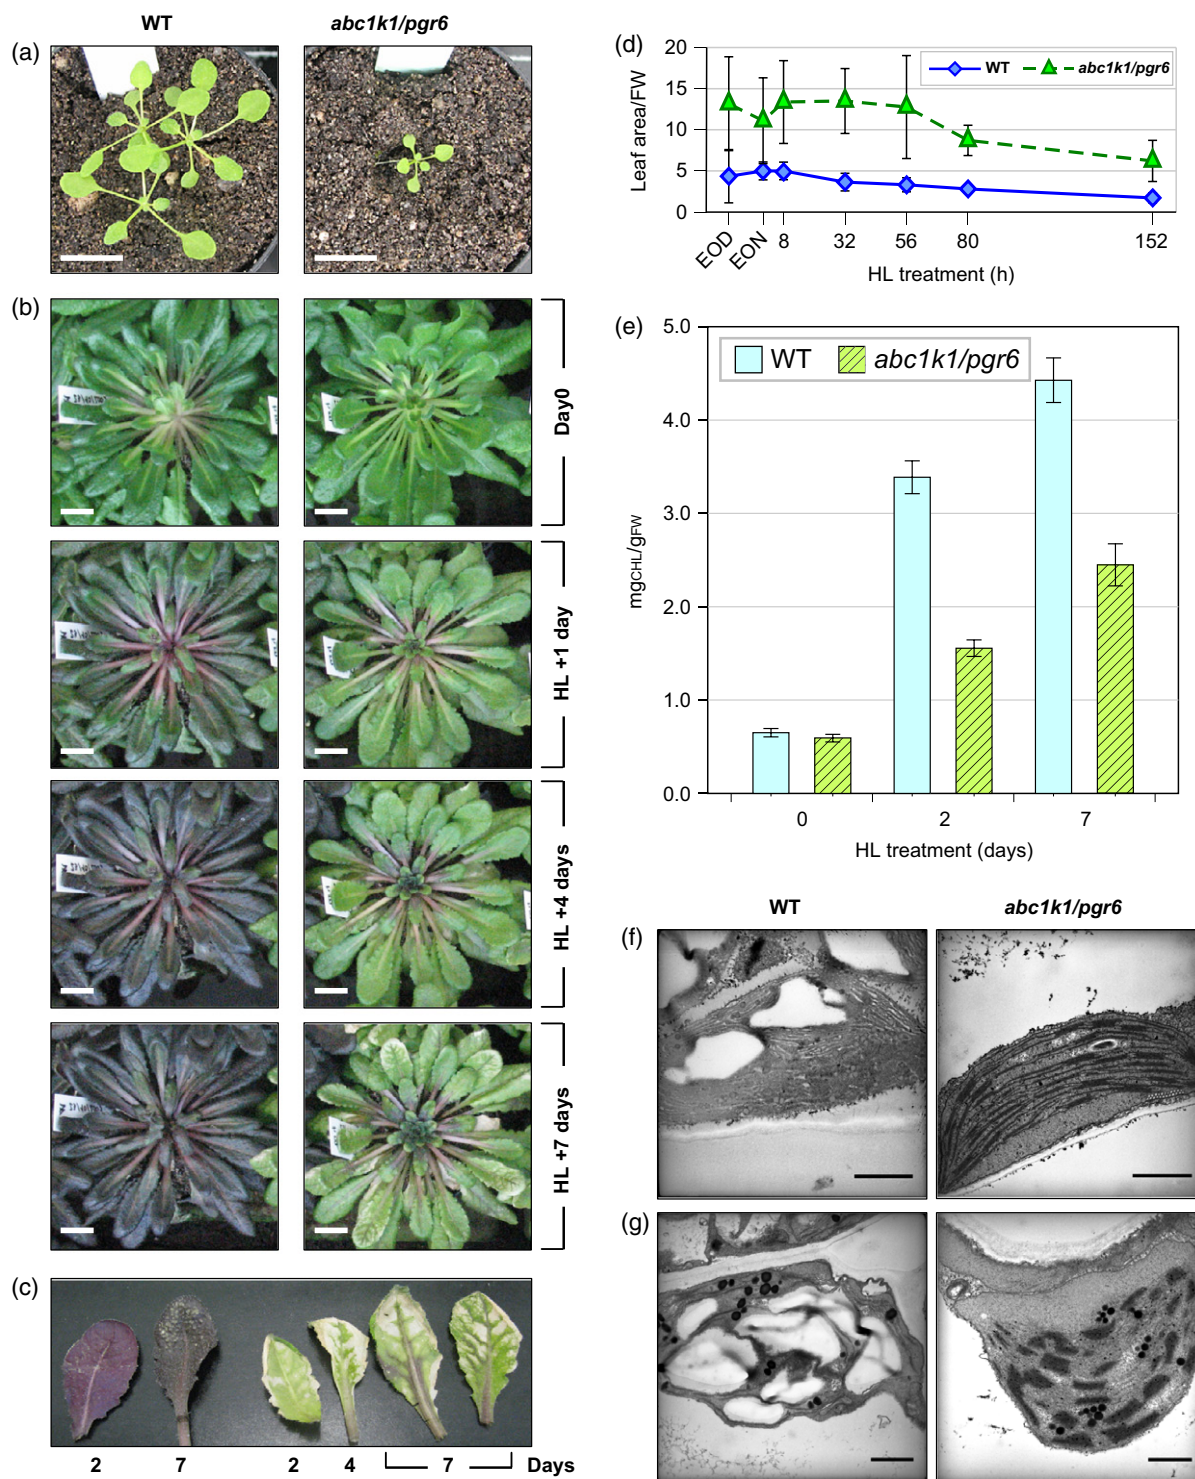 WT
abc1k1/pgr6
(a)
(b)
Day0
HL +1 day
HL +4 days
HL +7 days
(c)
2
7
2
4
7
Days
(d)
Leaf area/FW
20
15
10
5
0
WT
abc1k1/pgr6
EOD
EON
8
32
56
80
152
HL treatment (h)
(e)
mgCHL/gFW
5.0
4.0
3.0
2.0
1.0
0.0
WT
abc1k1/pgr6
0
2
7
HL treatment (days)
WT
abc1k1/pgr6
(f)
(g)